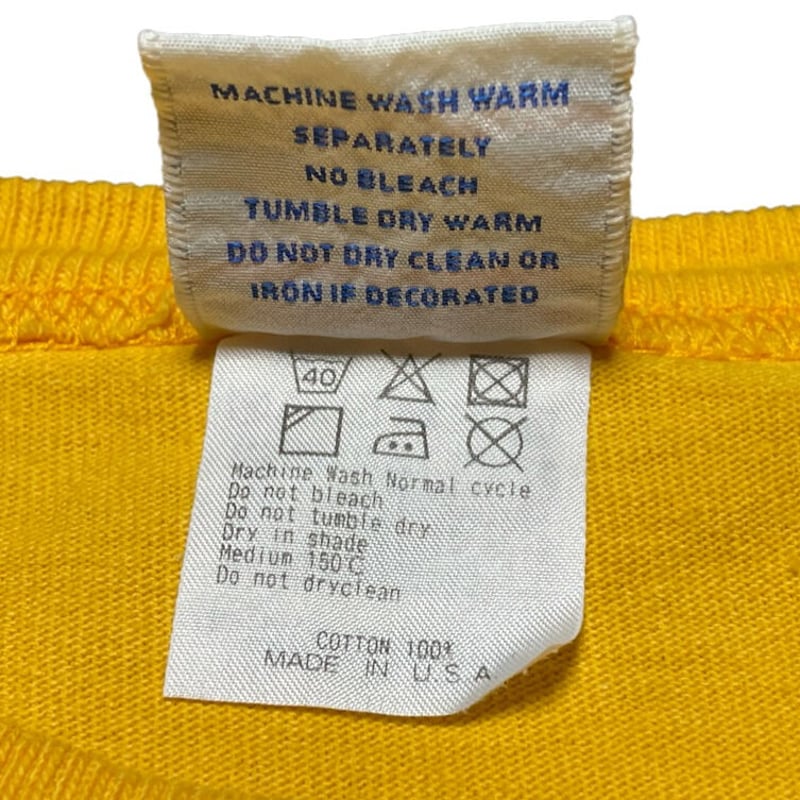 MACHINE WASH WARM
SEPARATELY
NO BLEACH
TUMBLE DRY WARM
DO NOT DRY CLEAN OR
IRON IF DECORATED
40
Machine Wash Normal cycle
Do not bleach
Do not tumble dry
Dry in shade
Medium 150℃
Do not dryclean
COTTON 100%
MADE IN U.S.A